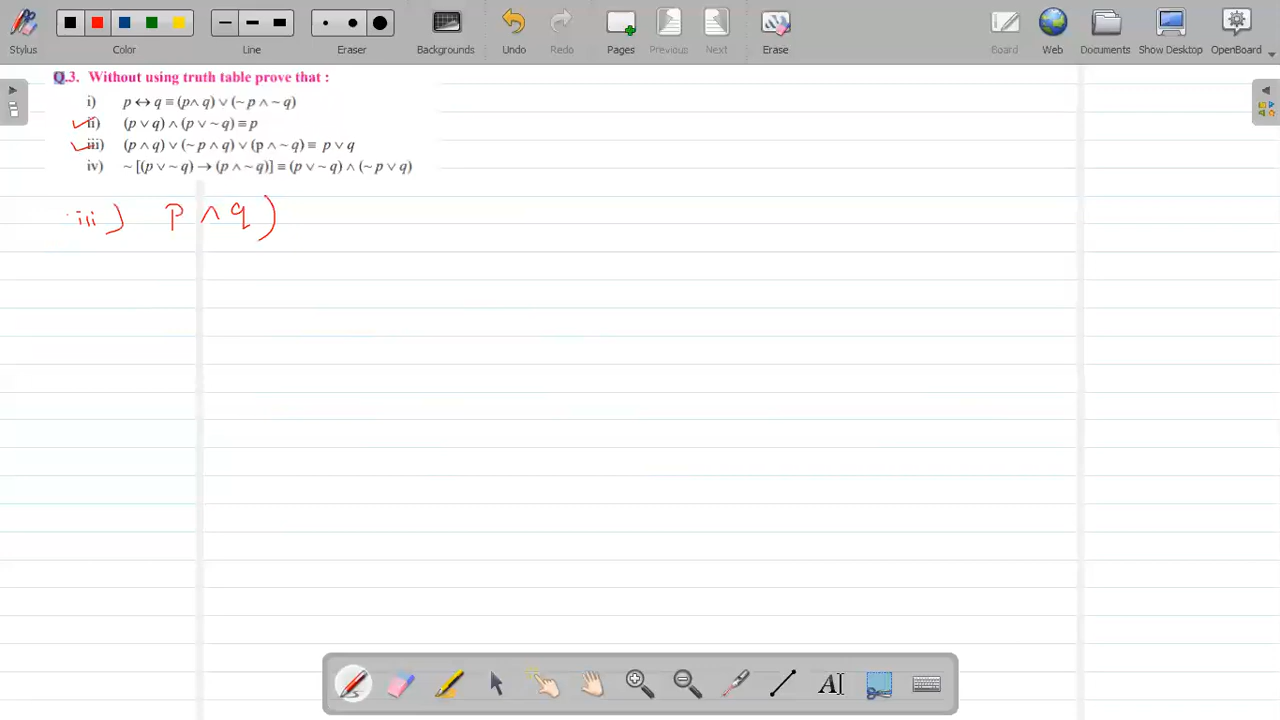 Stylus Color Line Eraser Backgrounds Undo Redo Pages Previous Next Erase Board Web Documents Show Desktop OpenBoard
Q.3. Without using truth table prove that :
i) p ↔ q ≡ (p∧ q) ∨ (~ p ∧ ~ q)
ii) (p ∨ q) ∧ (p ∨ ~ q) ≡ p
iii) (p ∧ q) ∨ (~ p ∧ q) ∨ (p ∧ ~ q) ≡ p ∨ q
iv) ~ [(p ∨ ~ q) → (p ∧ ~ q)] ≡ (p ∨ ~ q) ∧ (~ p ∨ q)
iii) p ∧ q)
AI